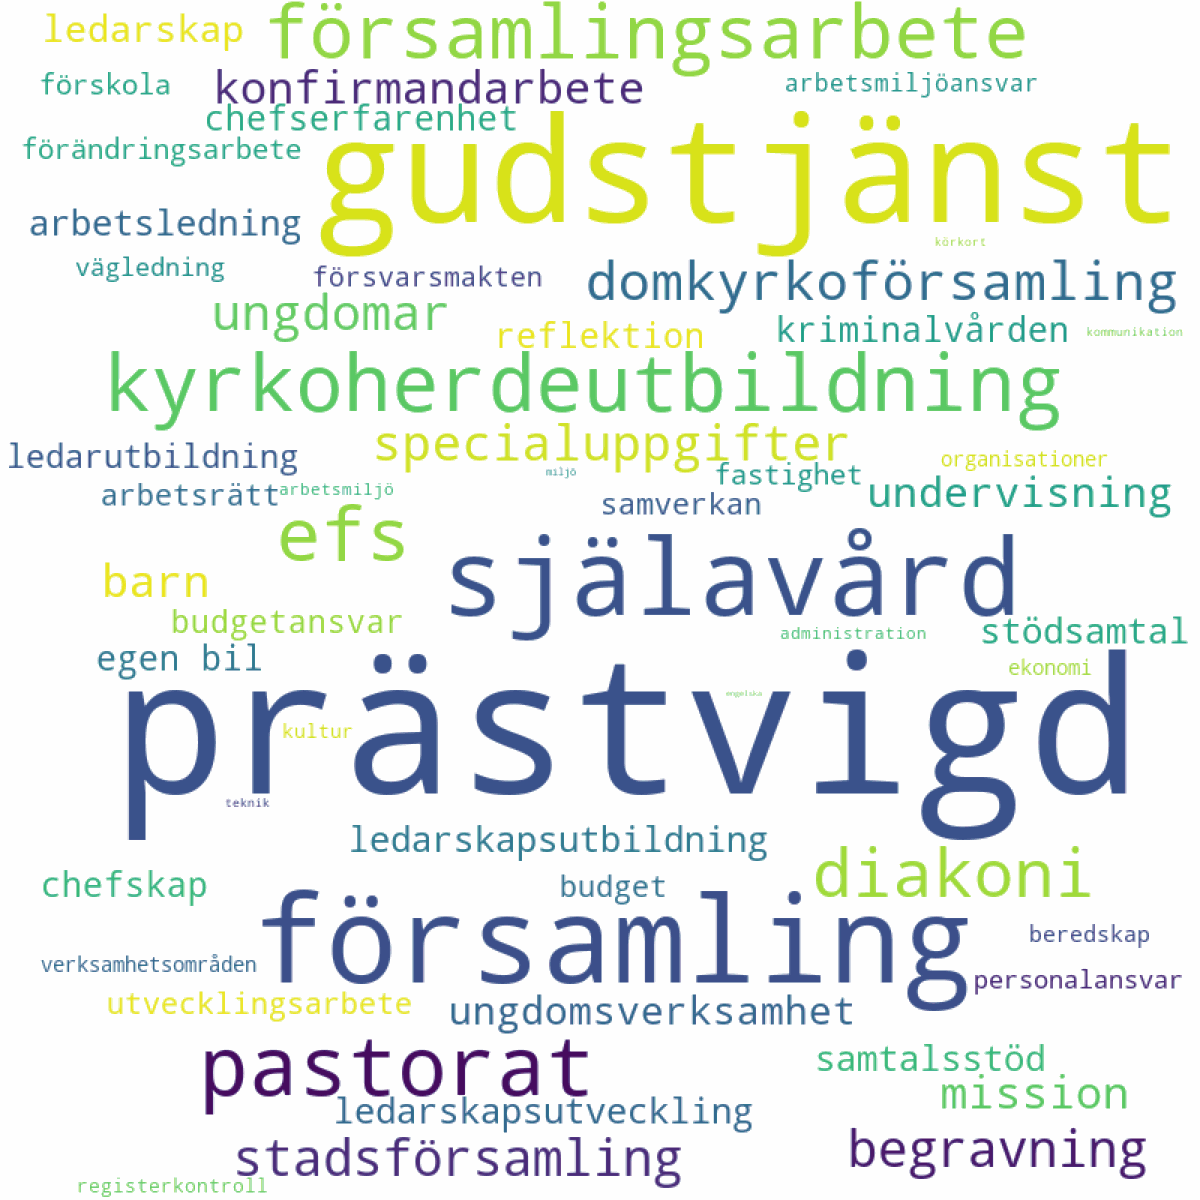 ledarskap
församlingsarbete
förskola
konfirmandarbete
arbetsmiljöansvar
chefserfarenhet
förändringsarbete
gudstjänst
arbetsledning
körkort
vägledning
försvarsmakten
domkyrkoförsamling
ungdomar
reflektion
kriminalvården
kommunikation
kyrkoherdeutbildning
ledarutbildning
specialuppgifter
organisationer
miljö
fastighet
arbetsrätt
arbetsmiljö
samverkan
undervisning
efs
själavård
barn
budgetansvar
administration
stödsamtal
egen bil
ekonomi
prästvigd
engelska
kultur
teknik
ledarskapsutbildning
chefskap
budget
diakoni
församling
beredskap
verksamhetsområden
personalansvar
utvecklingsarbete
ungdomsverksamhet
pastorat
samtalsstöd
mission
ledarskapsutveckling
stadsförsamling
begravning
registerkontroll